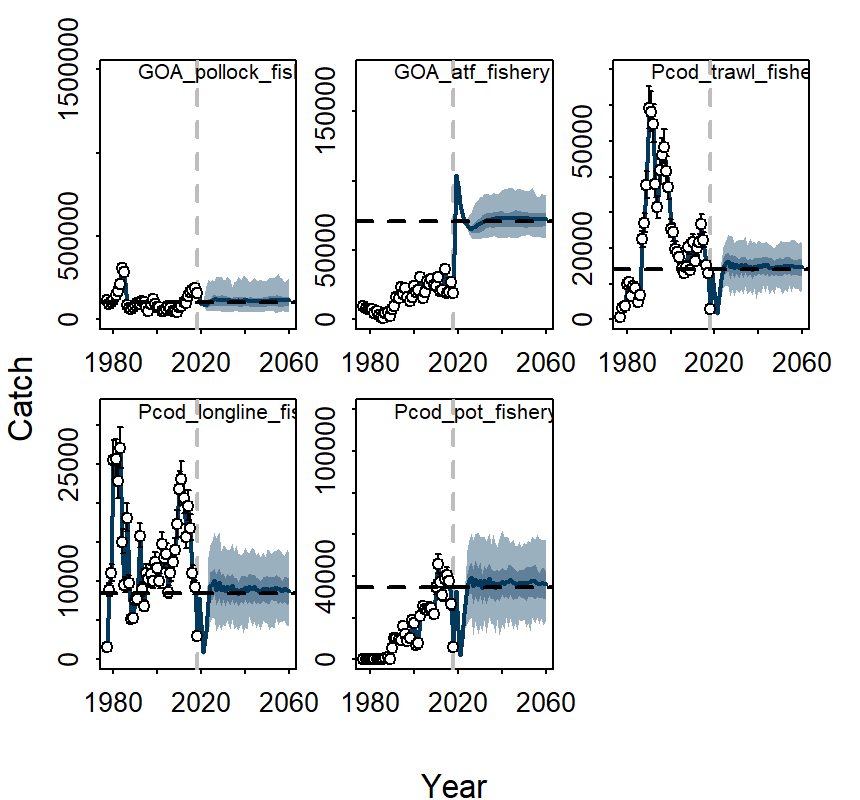 GOA_pollock_fis
GOA_atf_fishery
Pcod_trawl_fishe
0 500000 1500000
0 50000 150000
0 20000 50000
1980 2020 2060
1980 2020 2060
1980 2020 2060
Pcod_longline_fis
Pcod_pot_fishery
0 10000 25000
0 40000 100000
1980 2020 2060
1980 2020 2060
Catch
Year